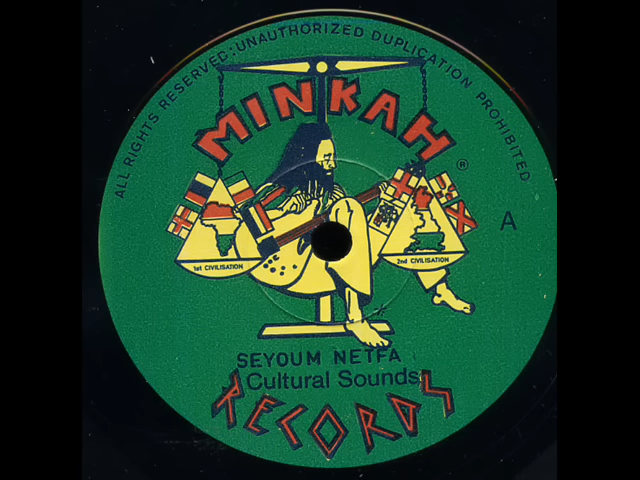 ALL RIGHTS RESERVED: UNAUTHORIZED DUPLICATION PROHIBITED
MINKAH ®
A
1st CIVILISATION
2nd CIVILISATION
SEYOUM NETFA
Cultural Sounds
RECORDS